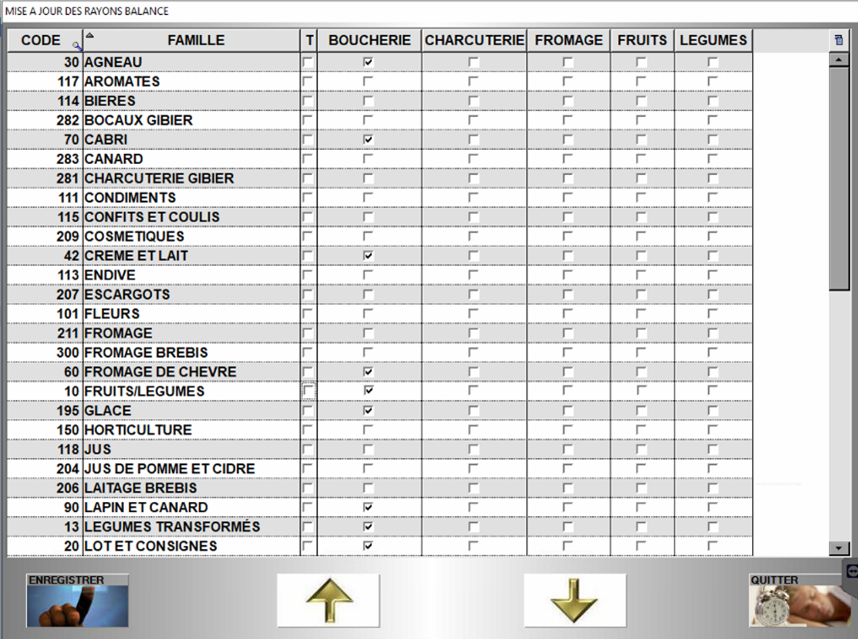 MISE A JOUR DES RAYONS BALANCE
CODE FAMILLE T BOUCHERIE CHARCUTERIE FROMAGE FRUITS LEGUMES
30 AGNEAU
117 AROMATES
114 BIERES
282 BOCAUX GIBIER
70 CABRI
283 CANARD
281 CHARCUTERIE GIBIER
111 CONDIMENTS
115 CONFITS ET COULIS
209 COSMETIQUES
42 CREME ET LAIT
113 ENDIVE
207 ESCARGOTS
101 FLEURS
211 FROMAGE
300 FROMAGE BREBIS
60 FROMAGE DE CHEVRE
10 FRUITS/LEGUMES
195 GLACE
150 HORTICULTURE
118 JUS
204 JUS DE POMME ET CIDRE
206 LAITAGE BREBIS
90 LAPIN ET CANARD
13 LEGUMES TRANSFORMÉS
20 LOT ET CONSIGNES
ENREGISTRER QUITTER